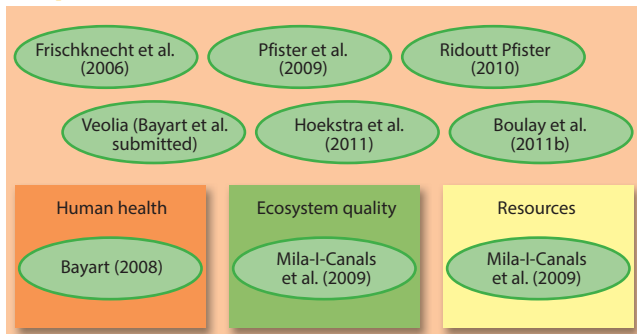 Frischknecht et al.
(2006)
Pfister et al.
(2009)
Ridoutt Pfister
(2010)
Veolia (Bayart et al.
submitted)
Hoekstra et al.
(2011)
Boulay et al.
(2011b)
Human health
Bayart (2008)
Ecosystem quality
Mila-I-Canals
et al. (2009)
Resources
Mila-I-Canals
et al. (2009)